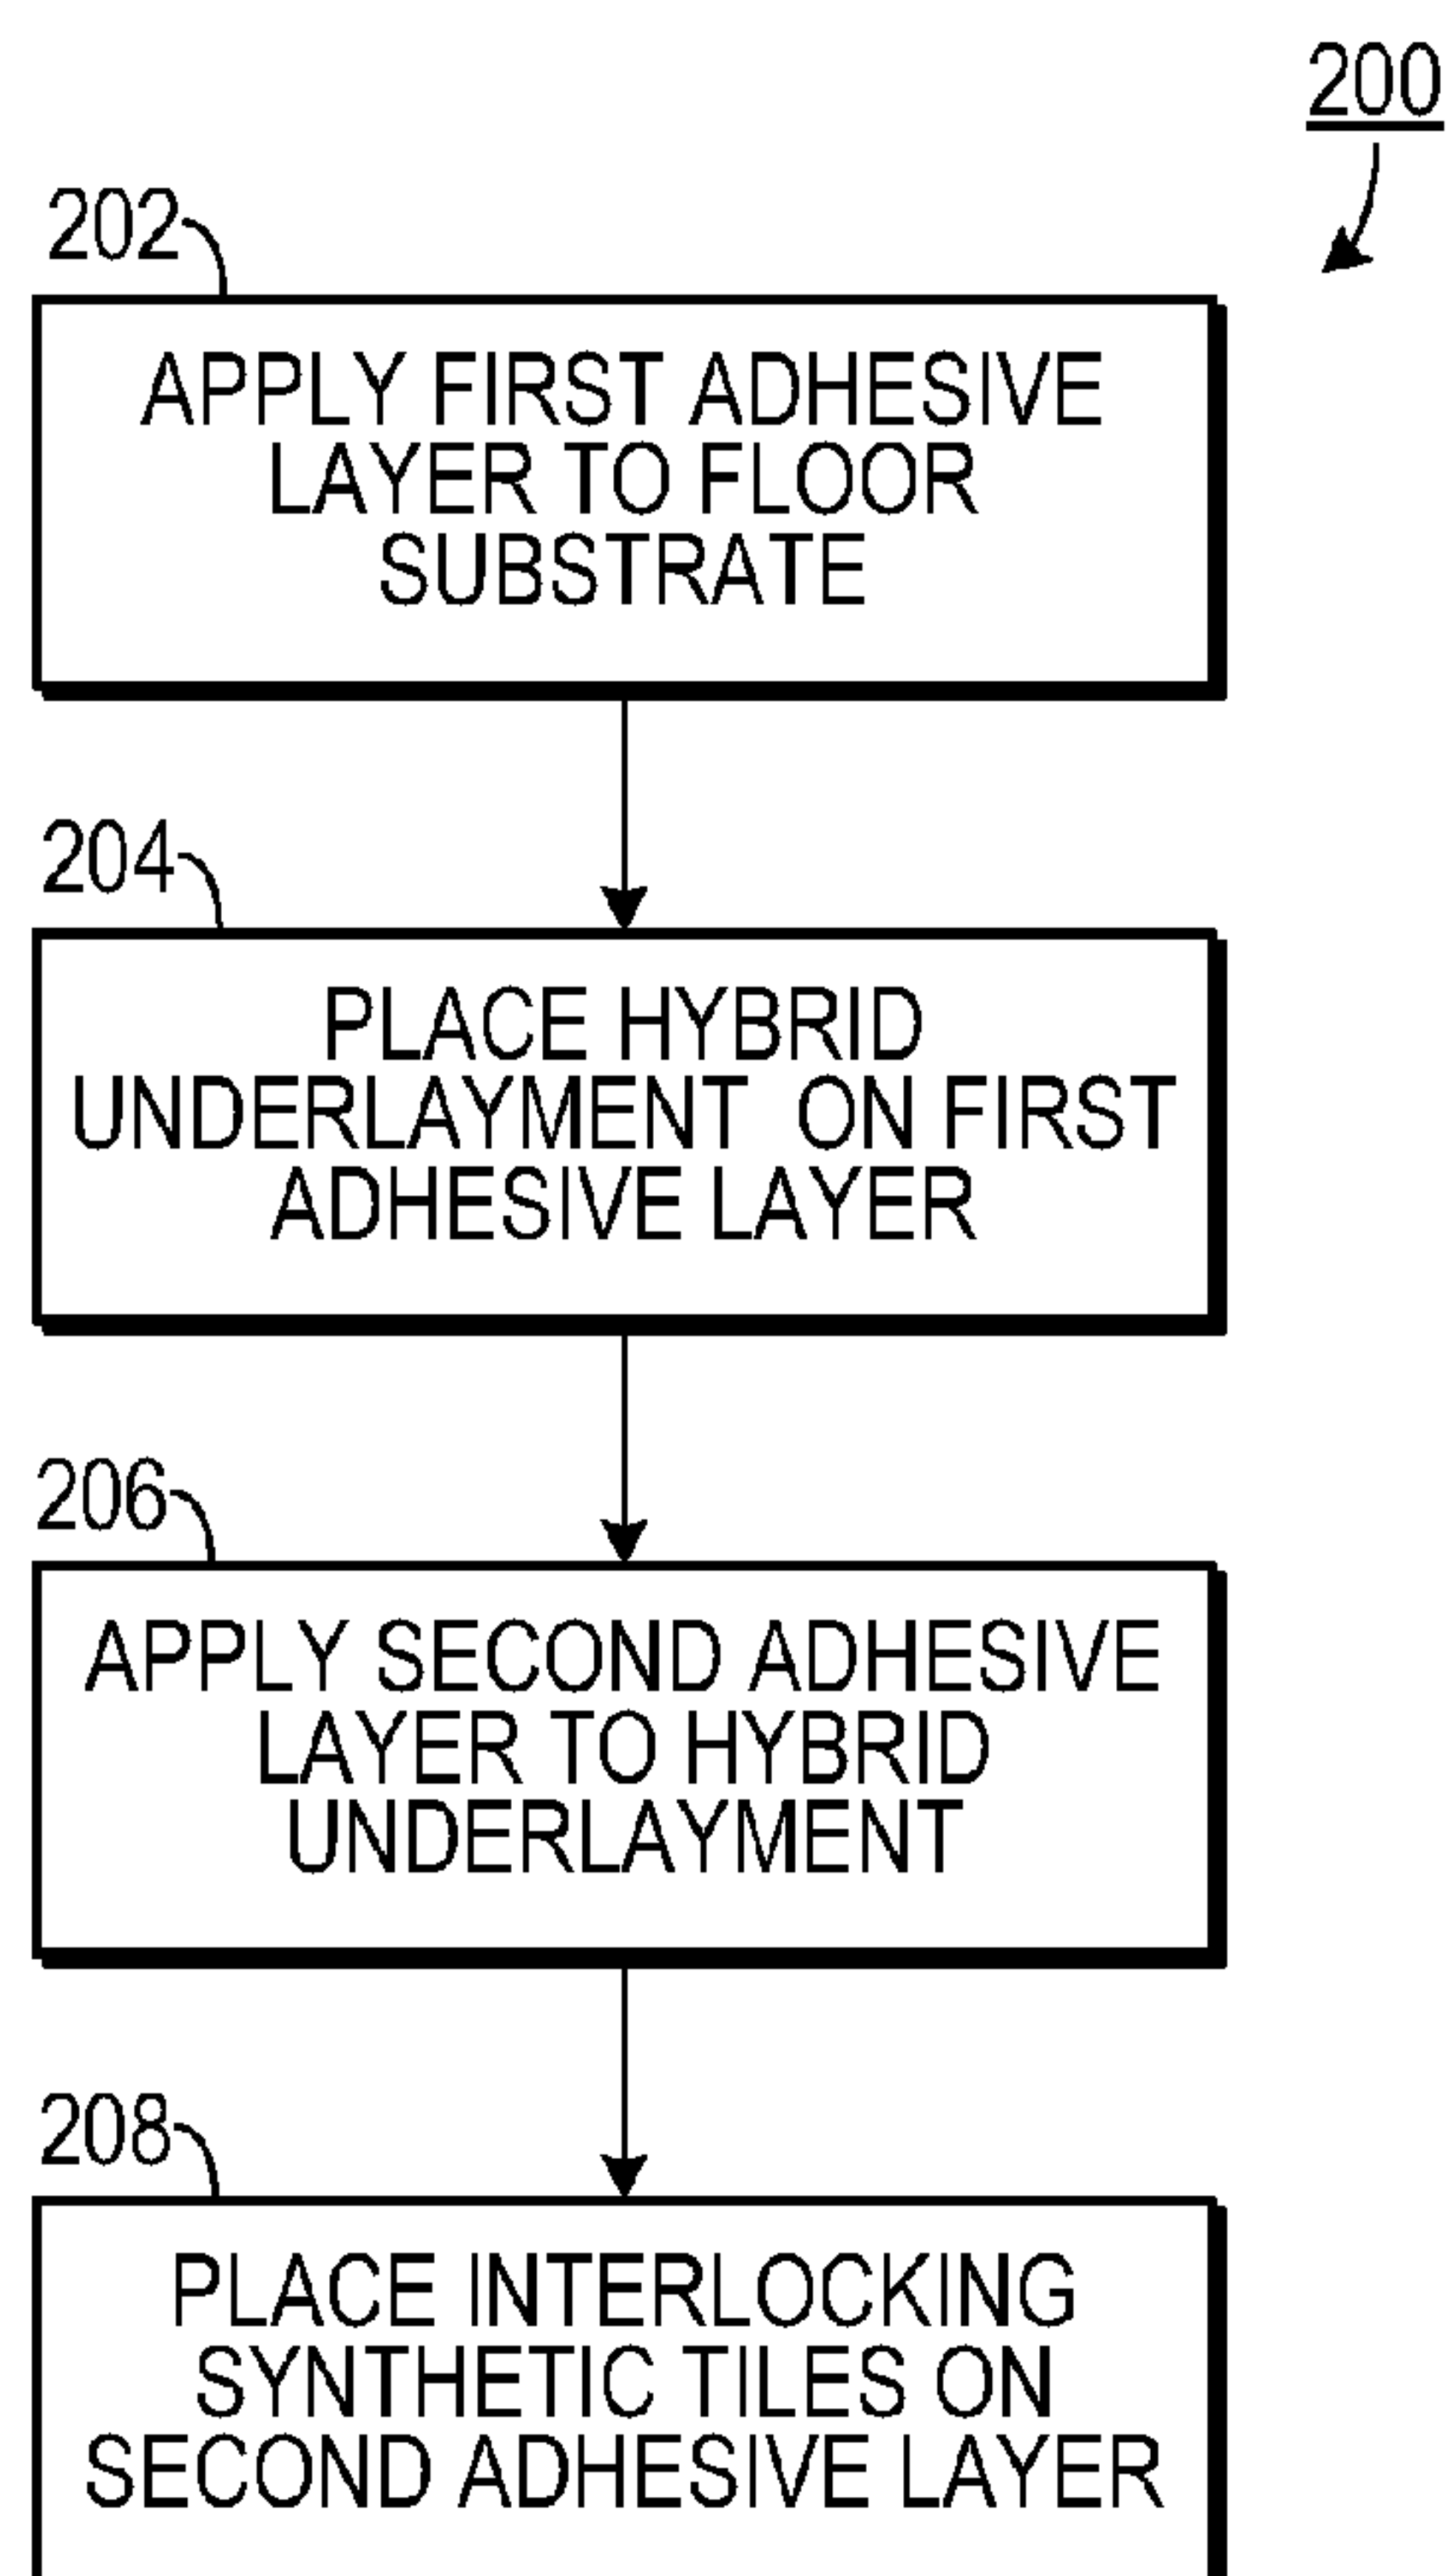 200
202
APPLY FIRST ADHESIVE
LAYER TO FLOOR
SUBSTRATE
204
PLACE HYBRID
UNDERLAYMENT ON FIRST
ADHESIVE LAYER
206
APPLY SECOND ADHESIVE
LAYER TO HYBRID
UNDERLAYMENT
208
PLACE INTERLOCKING
SYNTHETIC TILES ON
SECOND ADHESIVE LAYER